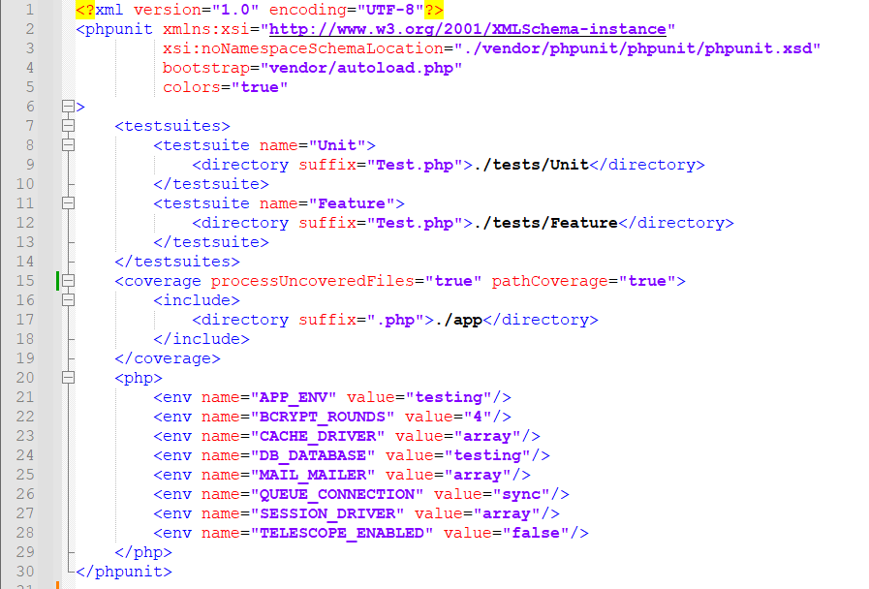 1 <?xml version="1.0" encoding="UTF-8"?>
2 <phpunit xmlns:xsi="http://www.w3.org/2001/XMLSchema-instance"
3          xsi:noNamespaceSchemaLocation="./vendor/phpunit/phpunit/phpunit.xsd"
4          bootstrap="vendor/autoload.php"
5          colors="true"
6 >
7     <testsuites>
8         <testsuite name="Unit">
9             <directory suffix="Test.php">./tests/Unit</directory>
10         </testsuite>
11         <testsuite name="Feature">
12             <directory suffix="Test.php">./tests/Feature</directory>
13         </testsuite>
14     </testsuites>
15     <coverage processUncoveredFiles="true" pathCoverage="true">
16         <include>
17             <directory suffix=".php">./app</directory>
18         </include>
19     </coverage>
20     <php>
21         <env name="APP_ENV" value="testing"/>
22         <env name="BCRYPT_ROUNDS" value="4"/>
23         <env name="CACHE_DRIVER" value="array"/>
24         <env name="DB_DATABASE" value="testing"/>
25         <env name="MAIL_MAILER" value="array"/>
26         <env name="QUEUE_CONNECTION" value="sync"/>
27         <env name="SESSION_DRIVER" value="array"/>
28         <env name="TELESCOPE_ENABLED" value="false"/>
29     </php>
30 </phpunit>
31